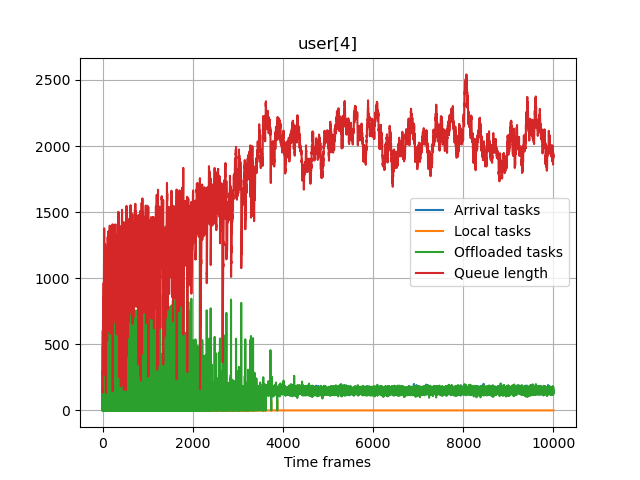 user[4]
2500
2000
1500
1000
500
0
Arrival tasks
Local tasks
Offloaded tasks
Queue length
0 2000 4000 6000 8000 10000
Time frames